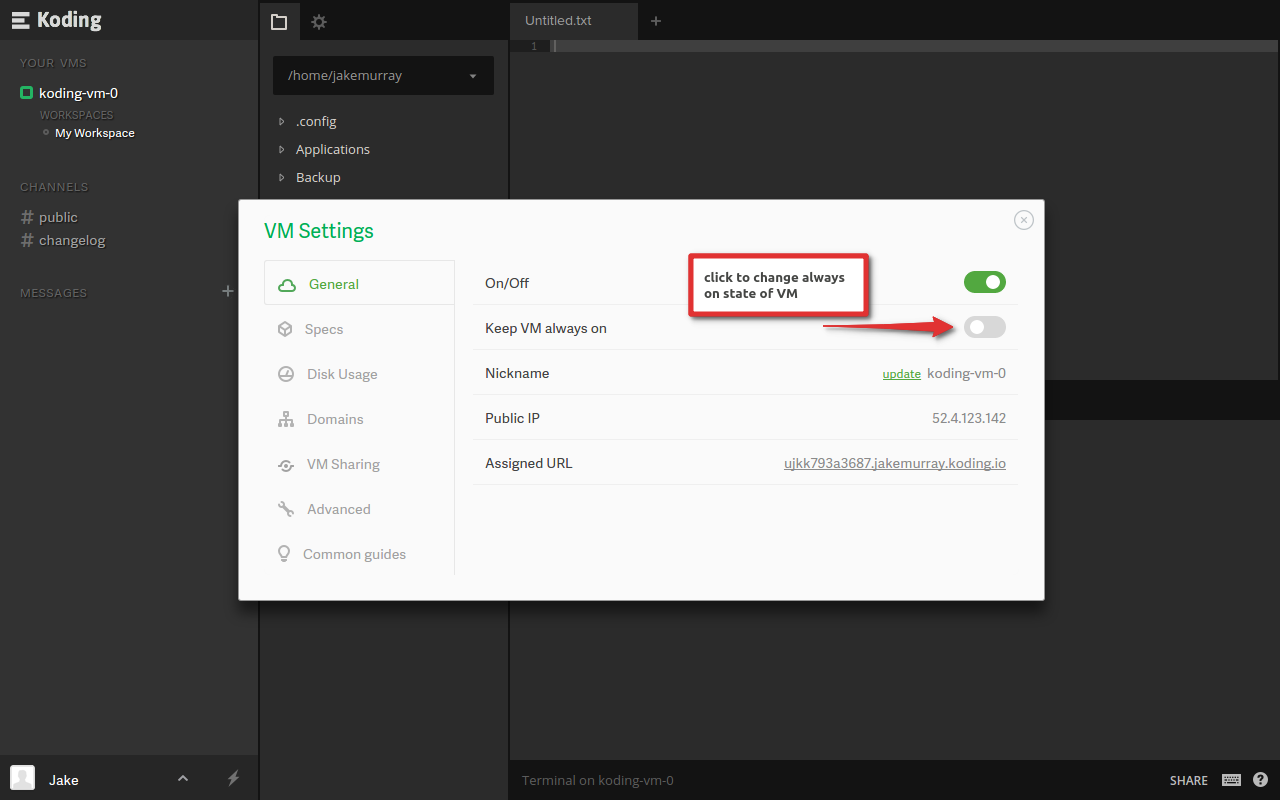 Koding
Untitled.txt
+
1
YOUR VMS
koding-vm-0
WORKSPACES
My Workspace
/home/jakemurray
.config
Applications
Backup
CHANNELS
# public
# changelog
MESSAGES +
VM Settings
General
Specs
Disk Usage
Domains
VM Sharing
Advanced
Common guides
On/Off
click to change always
on state of VM
Keep VM always on
Nickname update koding-vm-0
Public IP 52.4.123.142
Assigned URL ujkk793a3687.jakemurray.koding.io
Jake
Terminal on koding-vm-0
SHARE ?